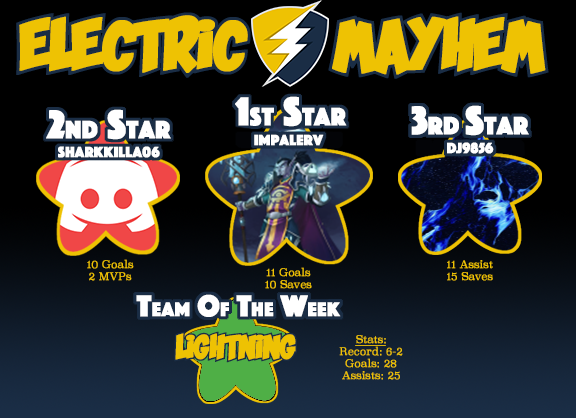 ELECTRIC MAYHEM
2ND STAR
SHARKKILLA06
1ST STAR
IMPALERV
3RD STAR
DJ9856
10 Goals
2 MVPs
11 Goals
10 Saves
11 Assist
15 Saves
TEAM OF THE WEEK
LIGHTNING
Stats:
Record: 6-2
Goals: 28
Assists: 25